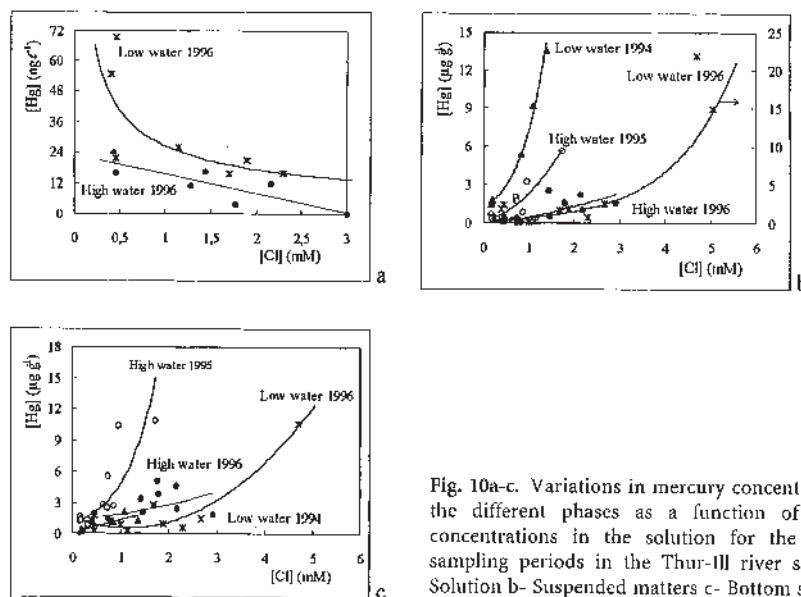 72
60
48
36
24
12
0
[Hg] (ng ℓ⁻¹)
Low water 1996
High water 1996
0 0,5 1 1,5 2 2,5 3
[Cl] (mM)
a
15
12
9
6
3
0
[Hg] (µg g)
25
20
15
10
5
0
Low water 1994
Low water 1996
High water 1995
High water 1996
0 1 2 3 4 5 6
[Cl] (mM)
b
18
15
12
9
6
3
0
[Hg] (µg g)
High water 1995
Low water 1996
High water 1996
Low water 1994
0 1 2 3 4 5 6
[Cl] (mM)
c
Fig. 10a-c. Variations in mercury concent
the different phases as a function of
concentrations in the solution for the
sampling periods in the Thur-Ill river s
Solution b- Suspended matters c- Bottom s